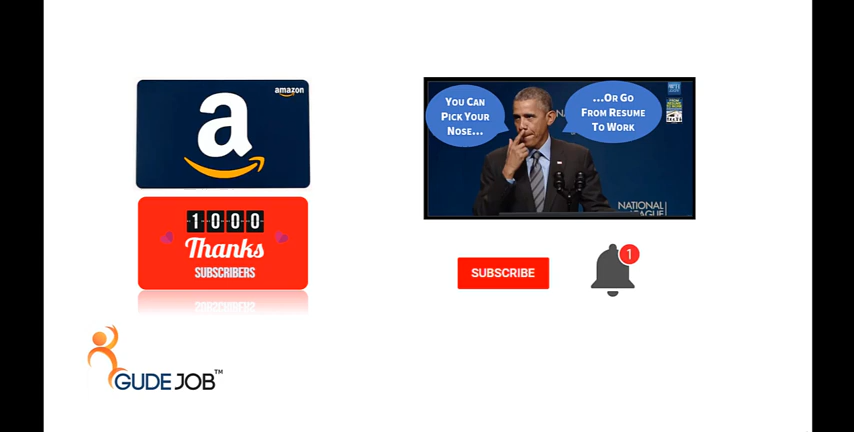 amazon
a
1000
Thanks
SUBSCRIBERS
YOU CAN
PICK YOUR
NOSE...
...OR GO
FROM RESUME
TO WORK
NATIONAL
LEAGUE
SUBSCRIBE
1
GUDE JOB™